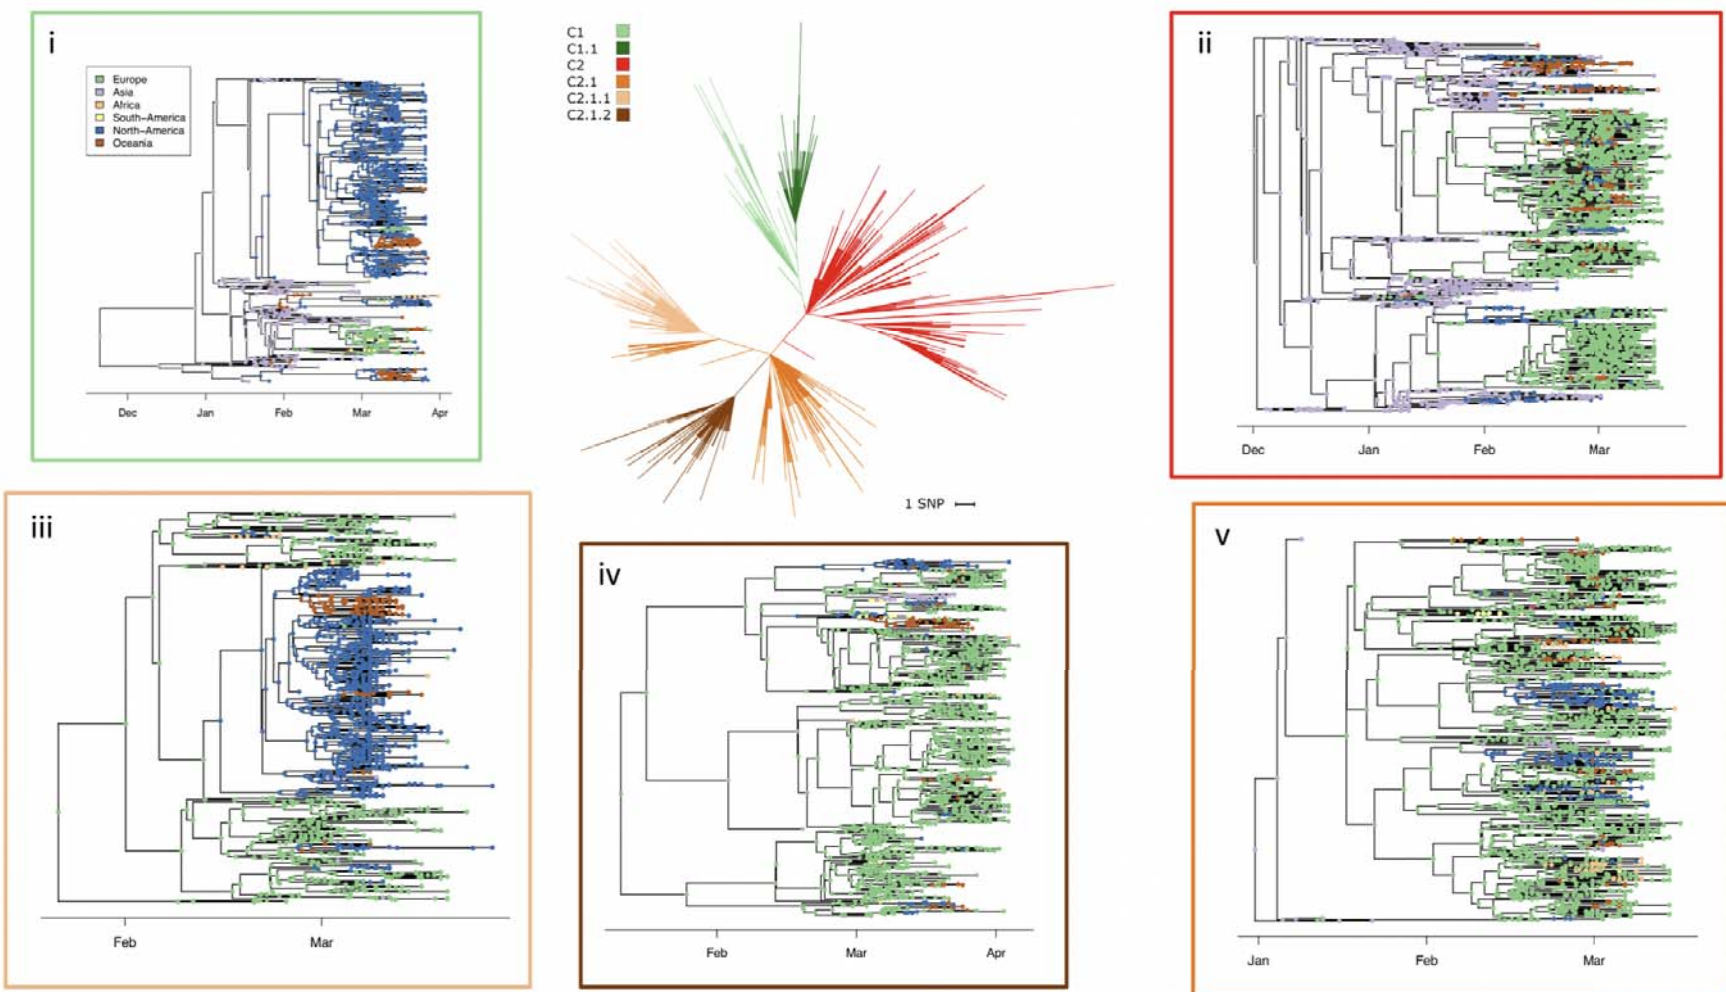 i
Europe
Asia
Africa
South-America
North-America
Oceania
Dec Jan Feb Mar Apr
C1
C1.1
C2
C2.1
C2.1.1
C2.1.2
1 SNP
ii
Dec Jan Feb Mar
iii
Feb Mar
iv
Feb Mar Apr
v
Jan Feb Mar